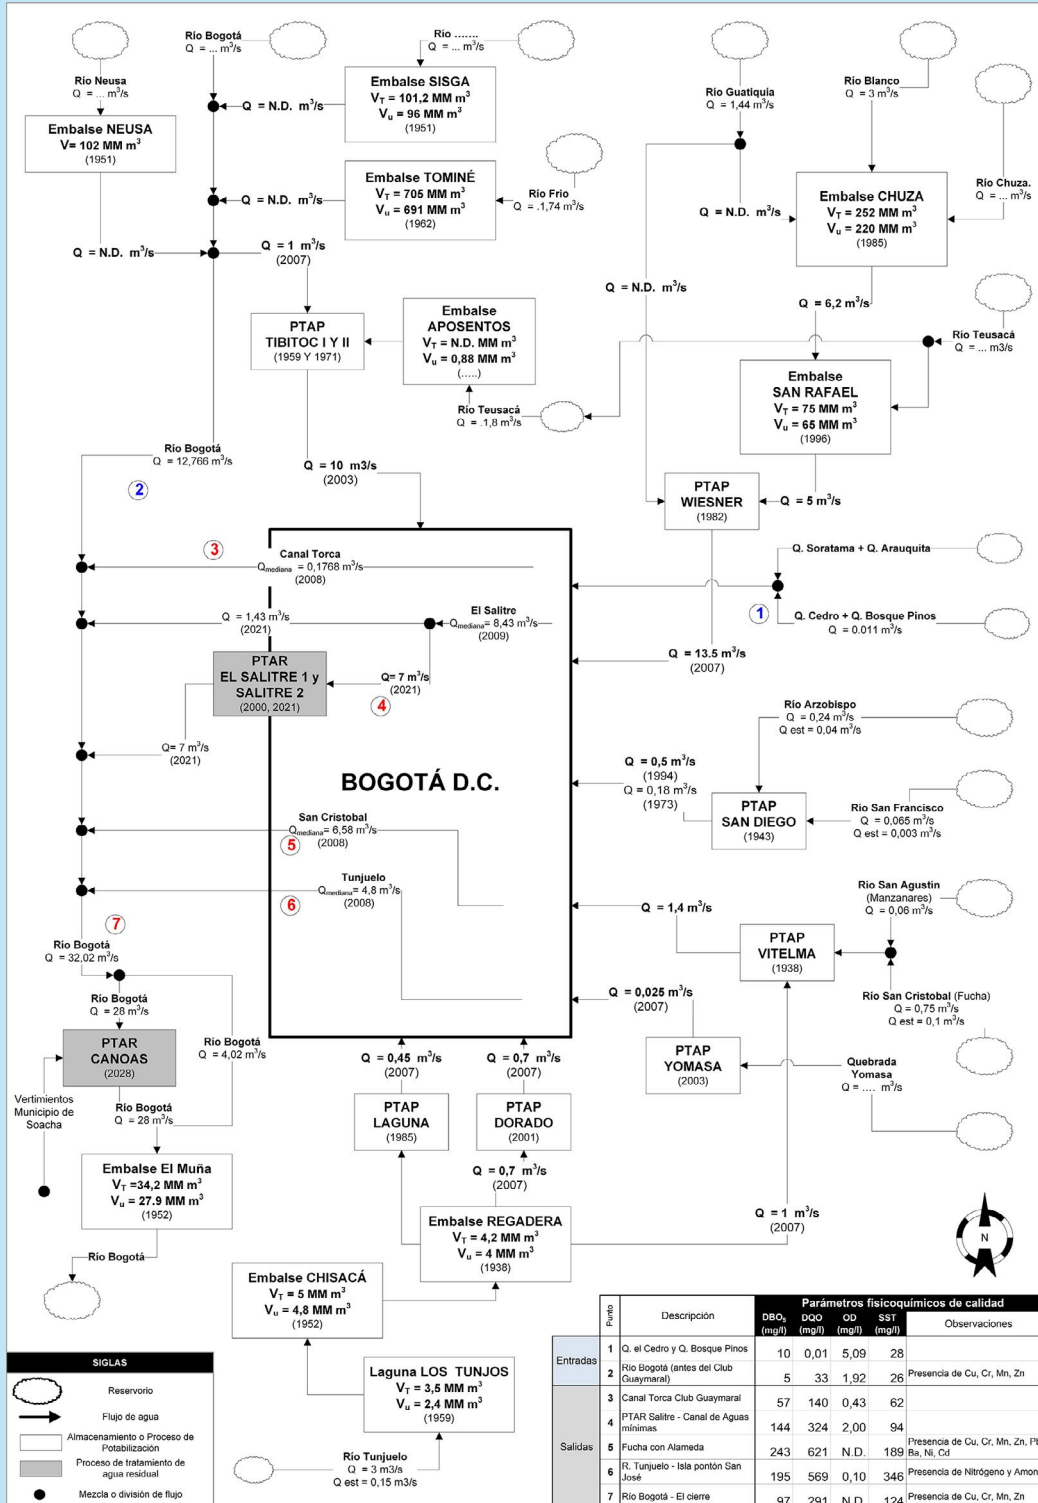 Río Neusa
Q = ... m³/s
Embalse NEUSA
V= 102 MM m³
(1951)
Q = N.D. m³/s
Río Bogotá
Q = ... m³/s
Río .......
Q = ... m³/s
Embalse SISGA
V_T = 101,2 MM m³
V_u = 96 MM m³
(1951)
Q = N.D. m³/s
Embalse TOMINÉ
V_T = 705 MM m³
V_u = 691 MM m³
(1962)
Q = N.D. m³/s
Río Frio
Q = .1,74 m³/s
Q = 1 m³/s
(2007)
PTAP
TIBITOC I Y II
(1959 Y 1971)
Embalse
APOSENTOS
V_T = N.D. MM m³
V_u = 0,88 MM m³
(.....)
Río Teusacá
Q = .1,8 m³/s
Río Guatiquía
Q = 1,44 m³/s
Río Blanco
Q = 3 m³/s
Río Chuza.
Q = ... m³/s
Embalse CHUZA
V_T = 252 MM m³
V_u = 220 MM m³
(1985)
Q = N.D. m³/s
Q = N.D. m³/s
Q = 6,2 m³/s
Río Teusacá
Q = ... m3/s
Embalse
SAN RAFAEL
V_T = 75 MM m³
V_u = 65 MM m³
(1996)
Q = 5 m³/s
PTAP
WIESNER
(1982)
Río Bogotá
Q = 12,766 m³/s
2
Q = 10 m3/s
(2003)
3
Canal Torca
Q_mediana = 0,1768 m³/s
(2008)
Q. Soratama + Q. Arauquita
1
Q. Cedro + Q. Bosque Pinos
Q = 0.011 m³/s
Q = 1,43 m³/s
(2021)
El Salitre
Q_mediana = 8,43 m³/s
(2009)
PTAR
EL SALITRE 1 y
SALITRE 2
(2000, 2021)
Q= 7 m³/s
(2021)
4
Q = 13.5 m³/s
(2007)
Q= 7 m³/s
(2021)
BOGOTÁ D.C.
Río Arzobispo
Q = 0,24 m³/s
Q est = 0,04 m³/s
Q = 0,5 m³/s
(1994)
Q = 0,18 m³/s
(1973)
PTAP
SAN DIEGO
(1943)
Río San Francisco
Q = 0,065 m³/s
Q est = 0,003 m³/s
San Cristobal
Q_mediana = 6,58 m³/s
(2008)
5
Tunjuelo
Q_mediana = 4,8 m³/s
(2008)
6
7
Río San Agustin
(Manzanares)
Q = 0,06 m³/s
Q = 1,4 m³/s
PTAP
VITELMA
(1938)
Río San Cristobal (Fucha)
Q = 0,75 m³/s
Q est = 0,1 m³/s
Río Bogotá
Q = 32,02 m³/s
Río Bogotá
Q = 28 m³/s
Q = 0,025 m³/s
(2007)
PTAP
YOMASA
(2003)
Quebrada
Yomasa
Q = .... m³/s
PTAR
CANOAS
(2028)
Río Bogotá
Q = 4,02 m³/s
Vertimientos
Municipio de
Soacha
Río Bogotá
Q = 28 m³/s
Embalse El Muña
V_T =34,2 MM m³
V_u = 27.9 MM m³
(1952)
Río Bogotá
Q = 0,45 m³/s
(2007)
Q = 0,7 m³/s
(2007)
PTAP
LAGUNA
(1985)
PTAP
DORADO
(2001)
Q = 0,7 m³/s
(2007)
Embalse REGADERA
V_T = 4,2 MM m³
V_u = 4 MM m³
(1938)
Q = 1 m³/s
(2007)
N
Embalse CHISACÁ
V_T = 5 MM m³
V_u = 4,8 MM m³
(1952)
Laguna LOS TUNJOS
V_T = 3,5 MM m³
V_u = 2,4 MM m³
(1959)
Río Tunjuelo
Q = 3 m3/s
Q est = 0,15 m3/s
SIGLAS
Reservorio
Flujo de agua
Almacenamiento o Proceso de
Potabilización
Proceso de tratamiento de
agua residual
Mezcla o división de flujo
Parámetros fisicoquímicos de calidad
Punto Descripción DBO₅ (mg/l) DQO (mg/l) OD (mg/l) SST (mg/l) Observaciones
Entradas
1 Q. el Cedro y Q. Bosque Pinos 10 0,01 5,09 28
2 Río Bogotá (antes del Club Guaymaral) 5 33 1,92 26 Presencia de Cu, Cr, Mn, Zn
Salidas
3 Canal Torca Club Guaymaral 57 140 0,43 62
4 PTAR Salitre - Canal de Aguas mínimas 144 324 2,00 94
5 Fucha con Alameda 243 621 N.D. 189 Presencia de Cu, Cr, Mn, Zn, Pb Ba, Ni, Cd
6 R. Tunjuelo - Isla pontón San José 195 569 0,10 346 Presencia de Nitrógeno y Amon
7 Río Bogotá - El cierre 97 291 N.D. 124 Presencia de Cu, Cr, Mn, Zn